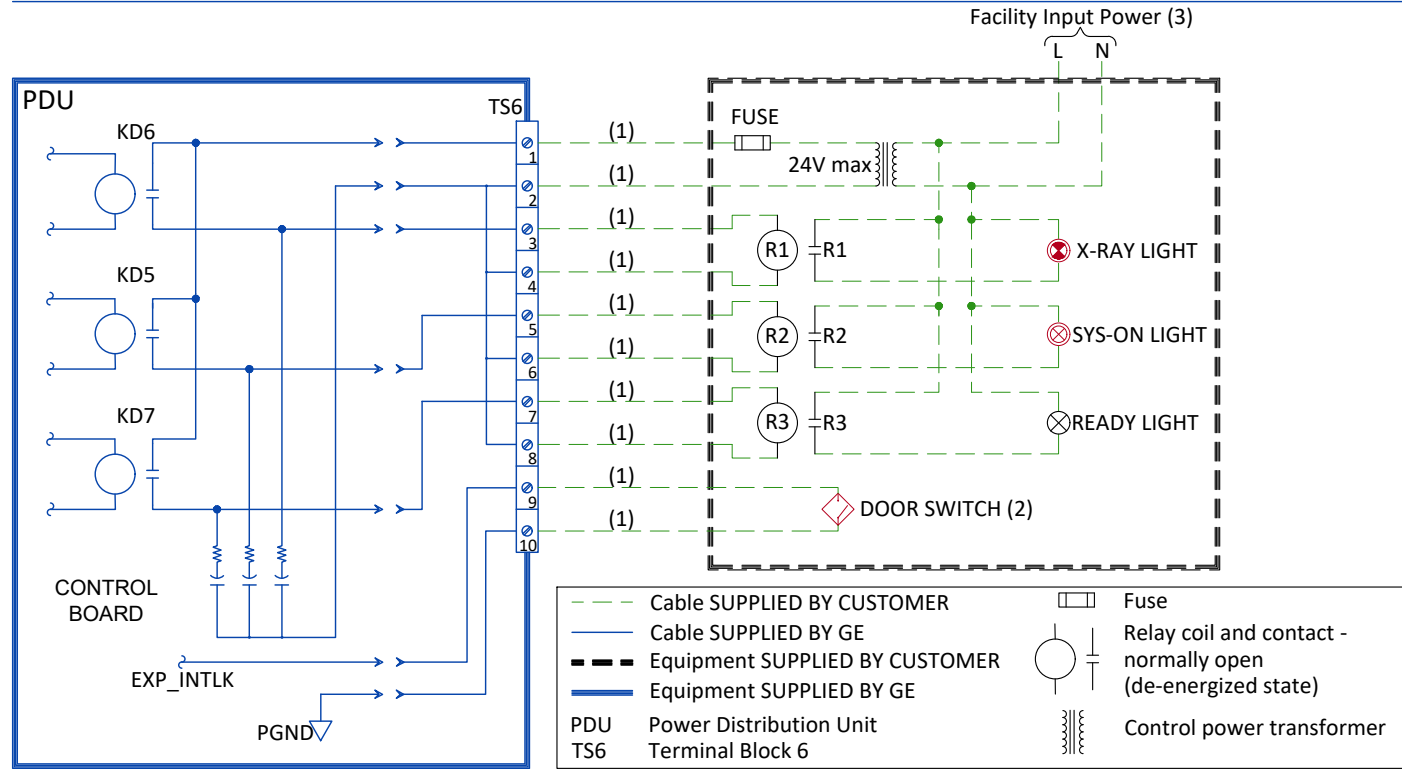 Facility Input Power (3)
L N
PDU
TS6
KD6
KD5
KD7
1
2
3
4
5
6
7
8
9
10
(1)
(1)
(1)
(1)
(1)
(1)
(1)
(1)
(1)
(1)
FUSE
24V max
R1 R1 X-RAY LIGHT
R2 R2 SYS-ON LIGHT
R3 R3 READY LIGHT
DOOR SWITCH (2)
CONTROL
BOARD
EXP_INTLK
PGND
Cable SUPPLIED BY CUSTOMER
Cable SUPPLIED BY GE
Equipment SUPPLIED BY CUSTOMER
Equipment SUPPLIED BY GE
PDU Power Distribution Unit
TS6 Terminal Block 6
Fuse
Relay coil and contact -
normally open
(de-energized state)
Control power transformer